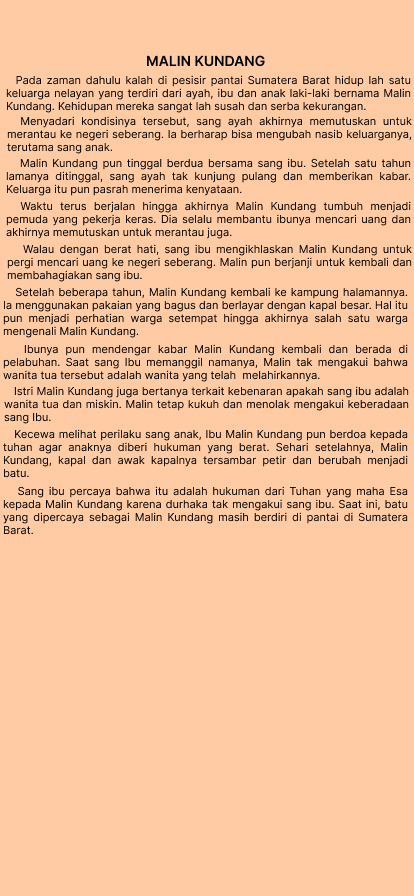 MALIN KUNDANG
Pada zaman dahulu kalah di pesisir pantai Sumatera Barat hidup lah satu
keluarga nelayan yang terdiri dari ayah, ibu dan anak laki-laki bernama Malin
Kundang. Kehidupan mereka sangat lah susah dan serba kekurangan.
Menyadari kondisinya tersebut, sang ayah akhirnya memutuskan untuk
merantau ke negeri seberang. Ia berharap bisa mengubah nasib keluarganya,
terutama sang anak.
Malin Kundang pun tinggal berdua bersama sang ibu. Setelah satu tahun
lamanya ditinggal, sang ayah tak kunjung pulang dan memberikan kabar.
Keluarga itu pun pasrah menerima kenyataan.
Waktu terus berjalan hingga akhirnya Malin Kundang tumbuh menjadi
pemuda yang pekerja keras. Dia selalu membantu ibunya mencari uang dan
akhirnya memutuskan untuk merantau juga.
Walau dengan berat hati, sang ibu mengikhlaskan Malin Kundang untuk
pergi mencari uang ke negeri seberang. Malin pun berjanji untuk kembali dan
membahagiakan sang ibu.
Setelah beberapa tahun, Malin Kundang kembali ke kampung halamannya.
Ia menggunakan pakaian yang bagus dan berlayar dengan kapal besar. Hal itu
pun menjadi perhatian warga setempat hingga akhirnya salah satu warga
mengenali Malin Kundang.
Ibunya pun mendengar kabar Malin Kundang kembali dan berada di
pelabuhan. Saat sang Ibu memanggil namanya, Malin tak mengakui bahwa
wanita tua tersebut adalah wanita yang telah melahirkannya.
Istri Malin Kundang juga bertanya terkait kebenaran apakah sang ibu adalah
wanita tua dan miskin. Malin tetap kukuh dan menolak mengakui keberadaan
sang Ibu.
Kecewa melihat perilaku sang anak, Ibu Malin Kundang pun berdoa kepada
tuhan agar anaknya diberi hukuman yang berat. Sehari setelahnya, Malin
Kundang, kapal dan awak kapalnya tersambar petir dan berubah menjadi
batu.
Sang ibu percaya bahwa itu adalah hukuman dari Tuhan yang maha Esa
kepada Malin Kundang karena durhaka tak mengakui sang ibu. Saat ini, batu
yang dipercaya sebagai Malin Kundang masih berdiri di pantai di Sumatera
Barat.